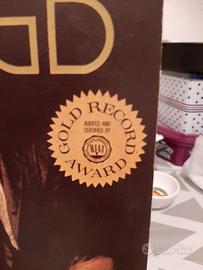 GD
GOLD RECORD
AUDITED AND
CERTIFIED BY
RIAA
AWARD